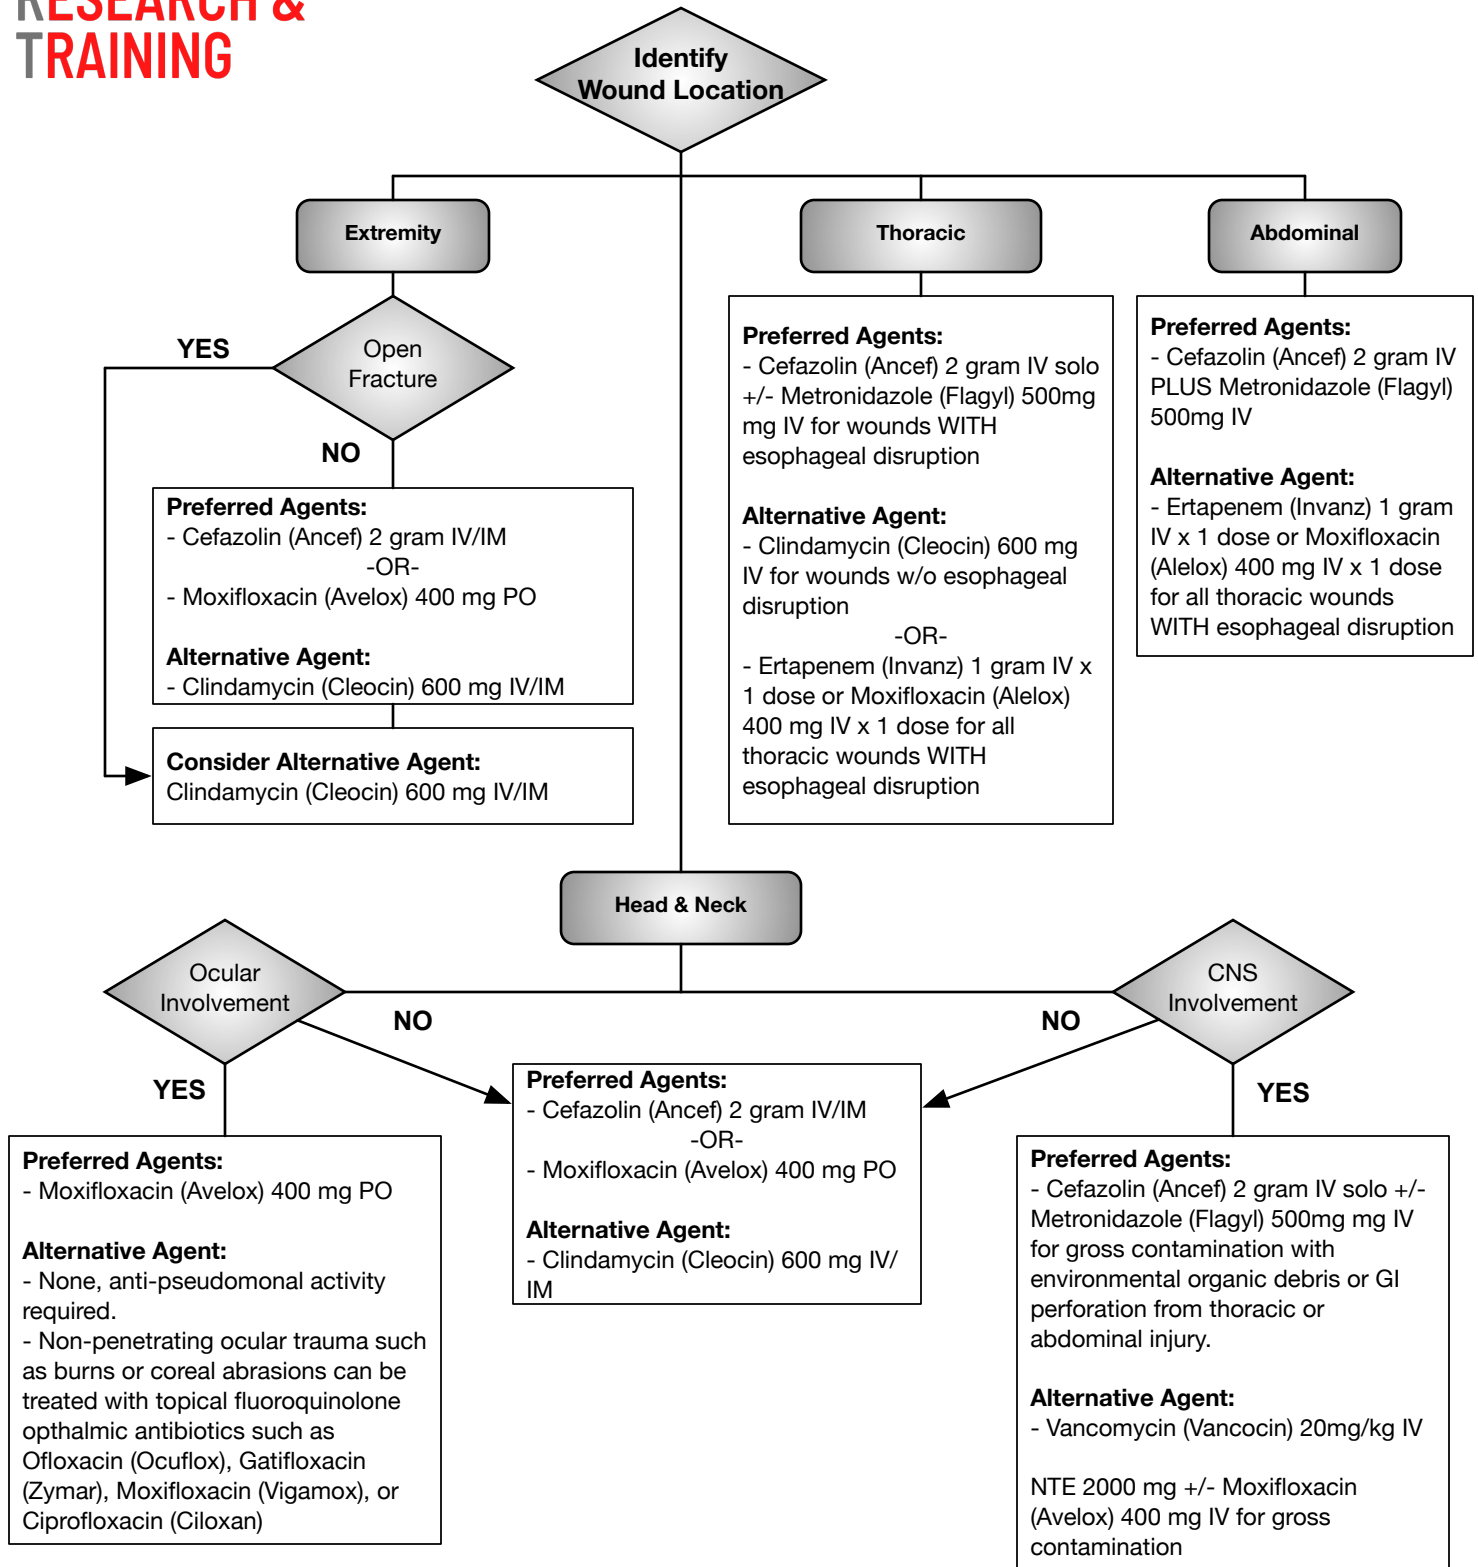 RESEARCH &
TRAINING
Identify
Wound Location
Extremity
Thoracic
Abdominal
YES
Open
Fracture
NO
Preferred Agents:
- Cefazolin (Ancef) 2 gram IV/IM
-OR-
- Moxifloxacin (Avelox) 400 mg PO
Alternative Agent:
- Clindamycin (Cleocin) 600 mg IV/IM
Consider Alternative Agent:
Clindamycin (Cleocin) 600 mg IV/IM
Preferred Agents:
- Cefazolin (Ancef) 2 gram IV solo
+/- Metronidazole (Flagyl) 500mg
mg IV for wounds WITH
esophageal disruption
Alternative Agent:
- Clindamycin (Cleocin) 600 mg
IV for wounds w/o esophageal
disruption
-OR-
- Ertapenem (Invanz) 1 gram IV x
1 dose or Moxifloxacin (Alelox)
400 mg IV x 1 dose for all
thoracic wounds WITH
esophageal disruption
Preferred Agents:
- Cefazolin (Ancef) 2 gram IV
PLUS Metronidazole (Flagyl)
500mg IV
Alternative Agent:
- Ertapenem (Invanz) 1 gram
IV x 1 dose or Moxifloxacin
(Alelox) 400 mg IV x 1 dose
for all thoracic wounds
WITH esophageal disruption
Head & Neck
Ocular
Involvement
NO
YES
CNS
Involvement
NO
YES
Preferred Agents:
- Moxifloxacin (Avelox) 400 mg PO
Alternative Agent:
- None, anti-pseudomonal activity
required.
- Non-penetrating ocular trauma such
as burns or coreal abrasions can be
treated with topical fluoroquinolone
opthalmic antibiotics such as
Ofloxacin (Ocuflox), Gatifloxacin
(Zymar), Moxifloxacin (Vigamox), or
Ciprofloxacin (Ciloxan)
Preferred Agents:
- Cefazolin (Ancef) 2 gram IV/IM
-OR-
- Moxifloxacin (Avelox) 400 mg PO
Alternative Agent:
- Clindamycin (Cleocin) 600 mg IV/
IM
Preferred Agents:
- Cefazolin (Ancef) 2 gram IV solo +/-
Metronidazole (Flagyl) 500mg mg IV
for gross contamination with
environmental organic debris or GI
perforation from thoracic or
abdominal injury.
Alternative Agent:
- Vancomycin (Vancocin) 20mg/kg IV
NTE 2000 mg +/- Moxifloxacin
(Avelox) 400 mg IV for gross
contamination